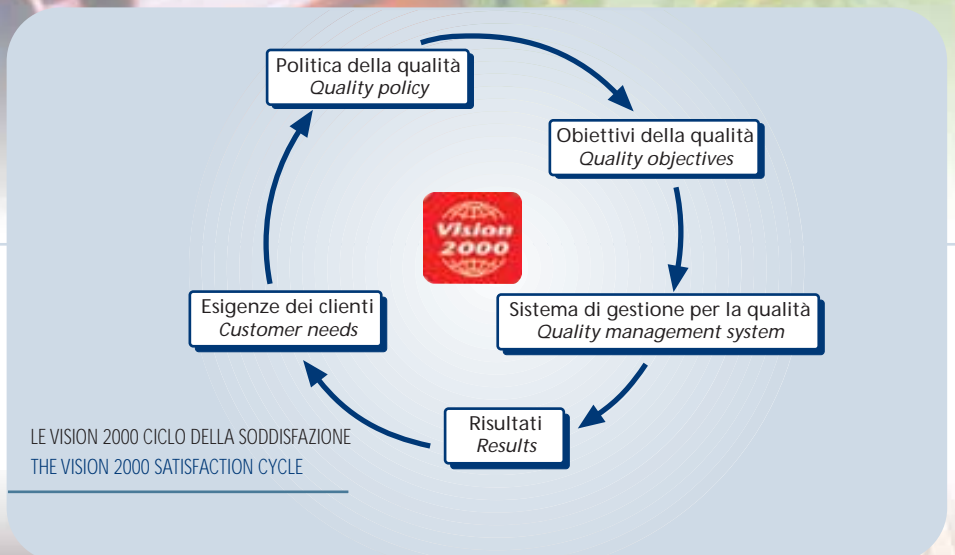 Politica della qualità
Quality policy
Obiettivi della qualità
Quality objectives
Vision
2000
Esigenze dei clienti
Customer needs
Sistema di gestione per la qualità
Quality management system
Risultati
Results
LE VISION 2000 CICLO DELLA SODDISFAZIONE
THE VISION 2000 SATISFACTION CYCLE